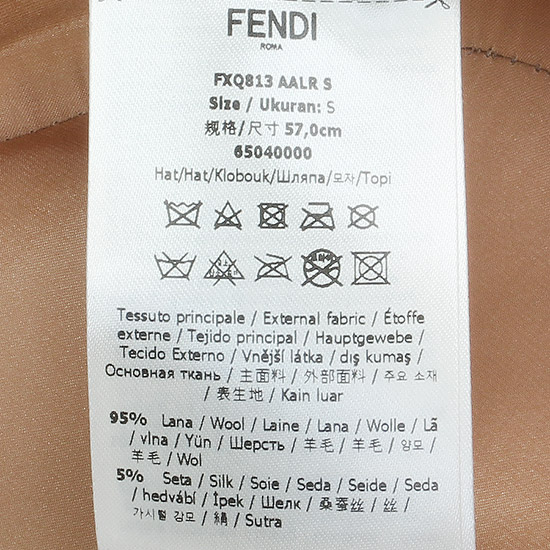 FENDI
ROMA
FXQ813 AALR S
Size / Ukuran: S
规格/尺寸 57,0cm
65040000
Hat/Hat/Klobouk/Шляпа/모자/Topi
Tessuto principale / External fabric / Étoffe
externe / Tejido principal / Hauptgewebe /
Tecido Externo / Vnější látka / dış kumaş /
Основная ткань / 主面料 / 外部面料 / 주요 소재
/ 表生地 / Kain luar
95% Lana / Wool / Laine / Lana / Wolle / Lã
/ vlna / Yün / Шерсть / 羊毛 / 羊毛 / 양모 /
羊毛 / Wol
5% Seta / Silk / Soie / Seda / Seide / Seda
/ hedvábí / İpek / Шелк / 桑蚕丝 / 丝 /
가시털 강모 / 絹 / Sutra